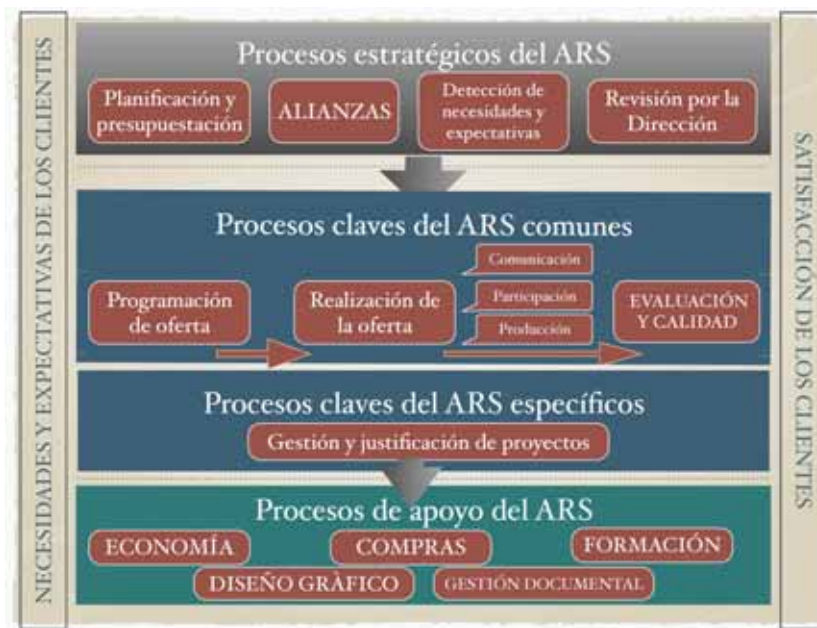 NECESIDADES Y EXPECTATIVAS DE LOS CLIENTES
Procesos estratégicos del ARS
Planificación y
presupuestación
ALIANZAS
Detección de
necesidades y
expectativas
Revisión por la
Dirección
Procesos claves del ARS comunes
Programación
de oferta
Realización de
la oferta
Comunicación
Participación
Producción
EVALUACIÓN
Y CALIDAD
Procesos claves del ARS específicos
Gestión y justificación de proyectos
Procesos de apoyo del ARS
ECONOMÍA
COMPRAS
FORMACIÓN
DISEÑO GRÀFICO
GESTIÓN DOCUMENTAL
SATISFACCIÓN DE LOS CLIENTES